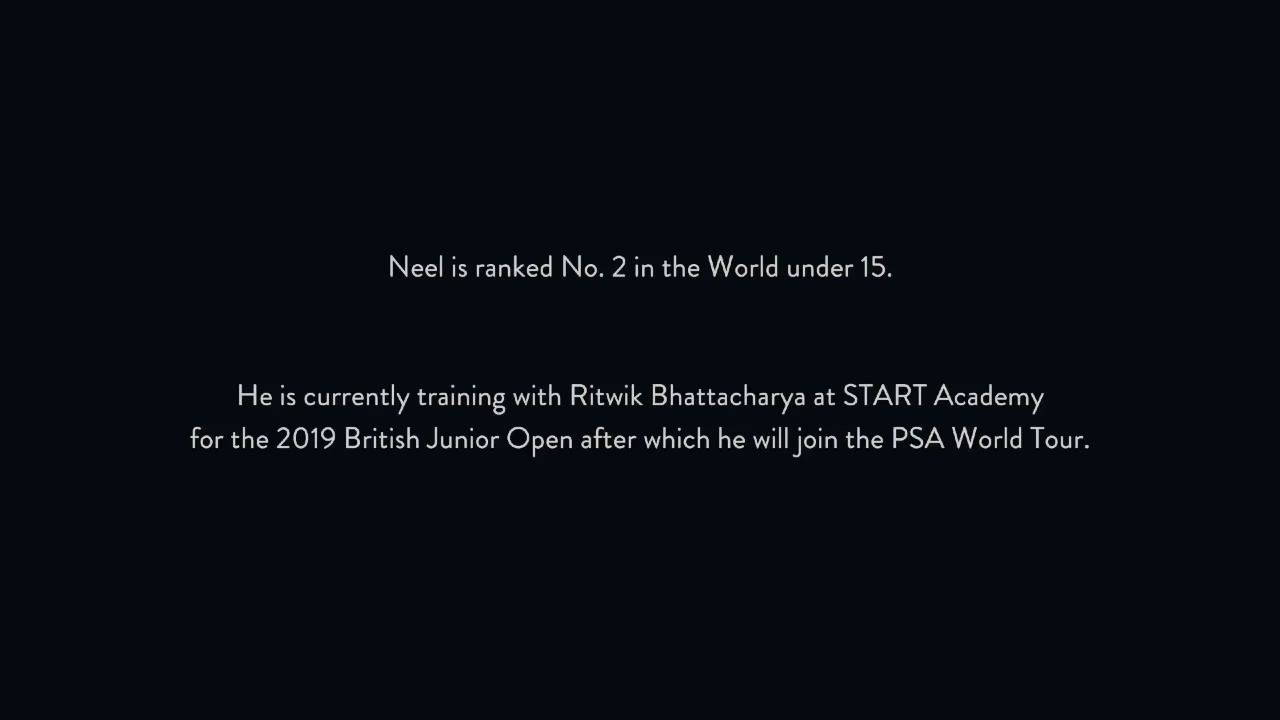 Neel is ranked No. 2 in the World under 15.
He is currently training with Ritwik Bhattacharya at START Academy
for the 2019 British Junior Open after which he will join the PSA World Tour.